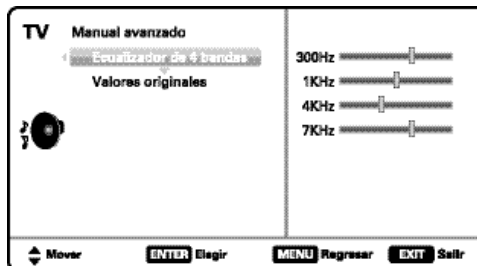 TV Manual avanzado
Ecualizador de 4 bandas
Valores originales
300Hz
1KHz
4KHz
7KHz
Mover ENTER Elegir MENU Regresar EXIT Salir